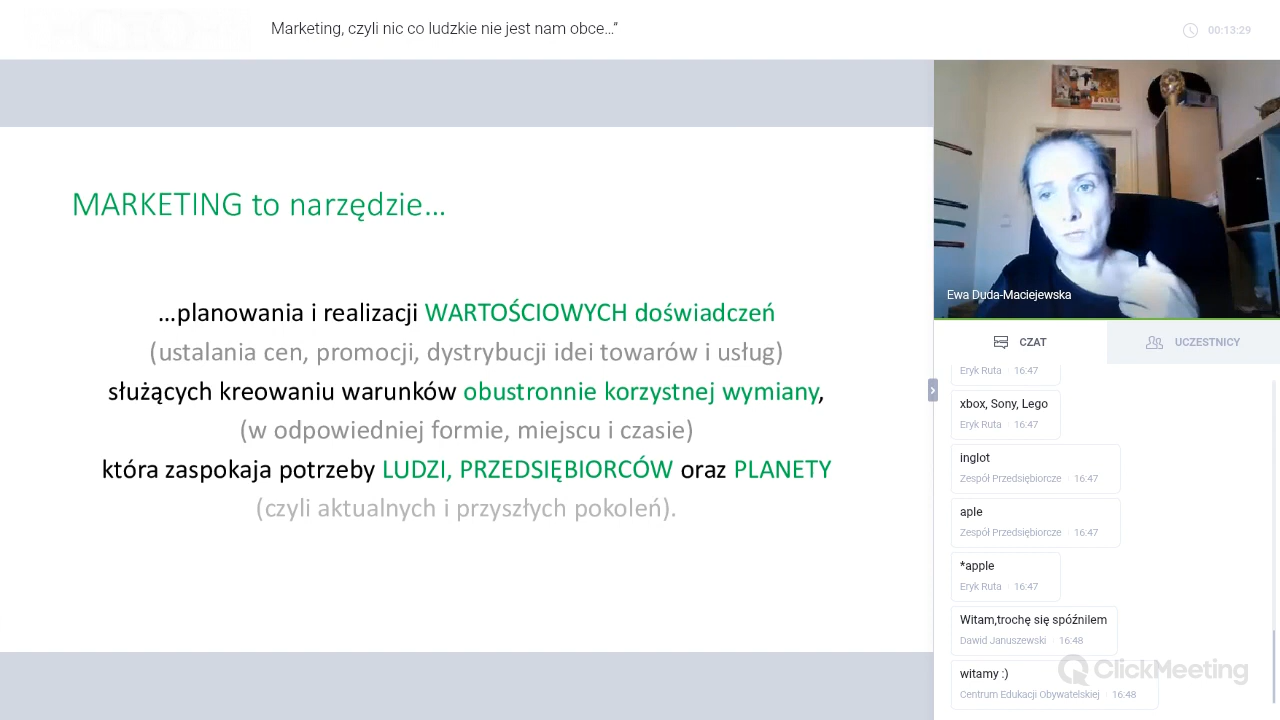 Marketing, czyli nic co ludzkie nie jest nam obce…”
00:13:29
MARKETING to narzędzie…
…planowania i realizacji WARTOŚCIOWYCH doświadczeń
(ustalania cen, promocji, dystrybucji idei towarów i usług)
służących kreowaniu warunków obustronnie korzystnej wymiany,
(w odpowiedniej formie, miejscu i czasie)
która zaspokaja potrzeby LUDZI, PRZEDSIĘBIORCÓW oraz PLANETY
(czyli aktualnych i przyszłych pokoleń).
Ewa Duda-Maciejewska
CZAT
UCZESTNICY
Eryk Ruta 16:47
xbox, Sony, Lego
Eryk Ruta 16:47
inglot
Zespół Przedsiębiorcze 16:47
aple
Zespół Przedsiębiorcze 16:47
*apple
Eryk Ruta 16:47
Witam,trochę się spóźnilem
Dawid Januszewski 16:48
witamy :)
Centrum Edukacji Obywatelskiej 16:48
ClickMeeting